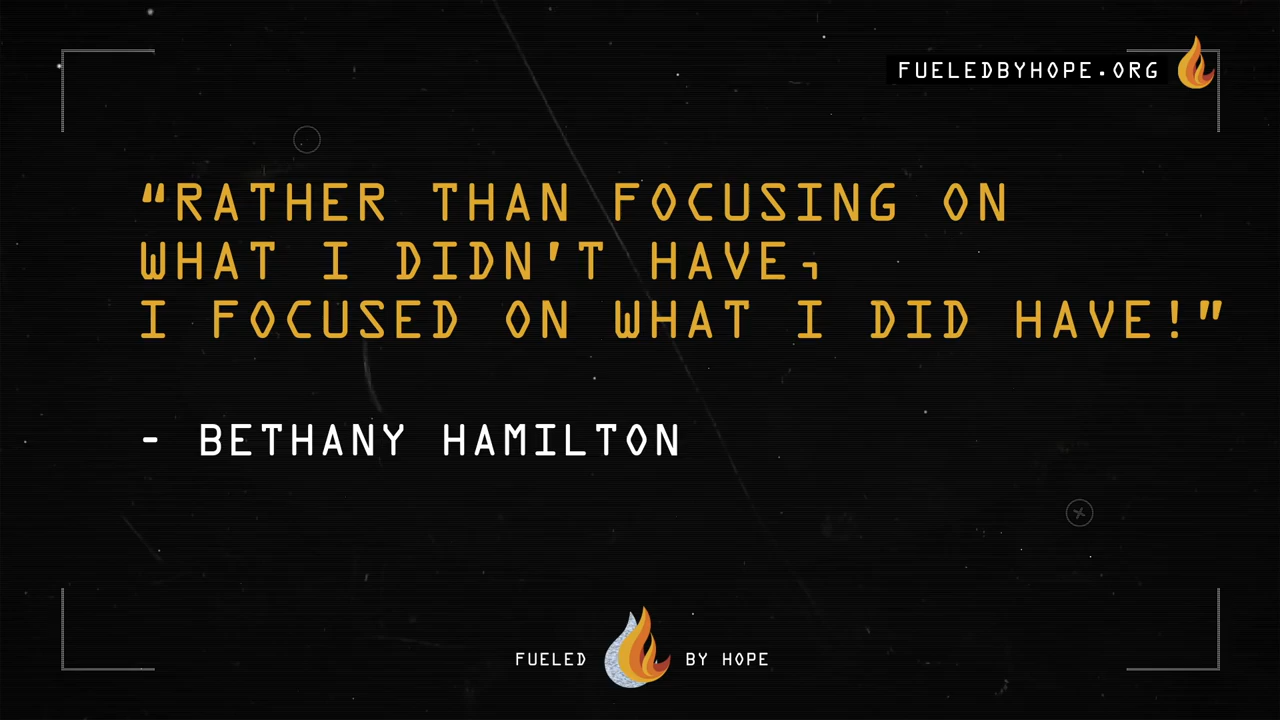 FUELEDBYHOPE.ORG
“RATHER THAN FOCUSING ON
WHAT I DIDN'T HAVE,
I FOCUSED ON WHAT I DID HAVE!”
- BETHANY HAMILTON
FUELED BY HOPE